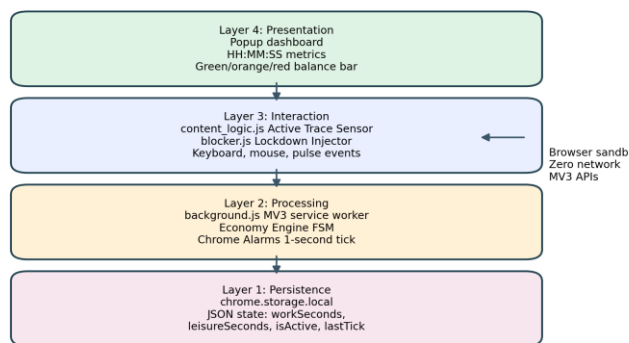 Layer 4: Presentation
Popup dashboard
HH:MM:SS metrics
Green/orange/red balance bar
Layer 3: Interaction
content_logic.js Active Trace Sensor
blocker.js Lockdown Injector
Keyboard, mouse, pulse events
Browser sandb
Zero network
MV3 APIs
Layer 2: Processing
background.js MV3 service worker
Economy Engine FSM
Chrome Alarms 1-second tick
Layer 1: Persistence
chrome.storage.local
JSON state: workSeconds,
leisureSeconds, isActive, lastTick